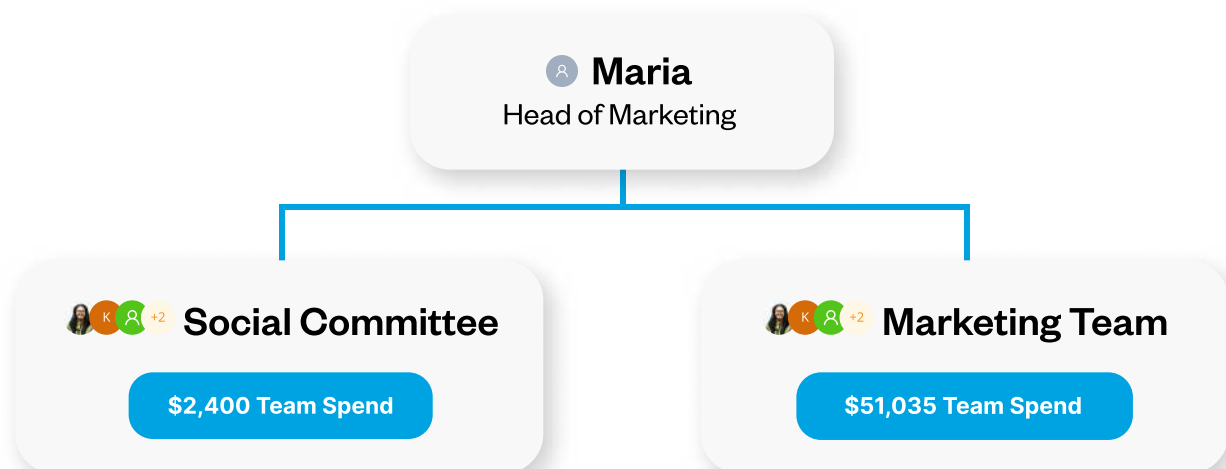 Maria
Head of Marketing
K +2 Social Committee
$2,400 Team Spend
K +2 Marketing Team
$51,035 Team Spend